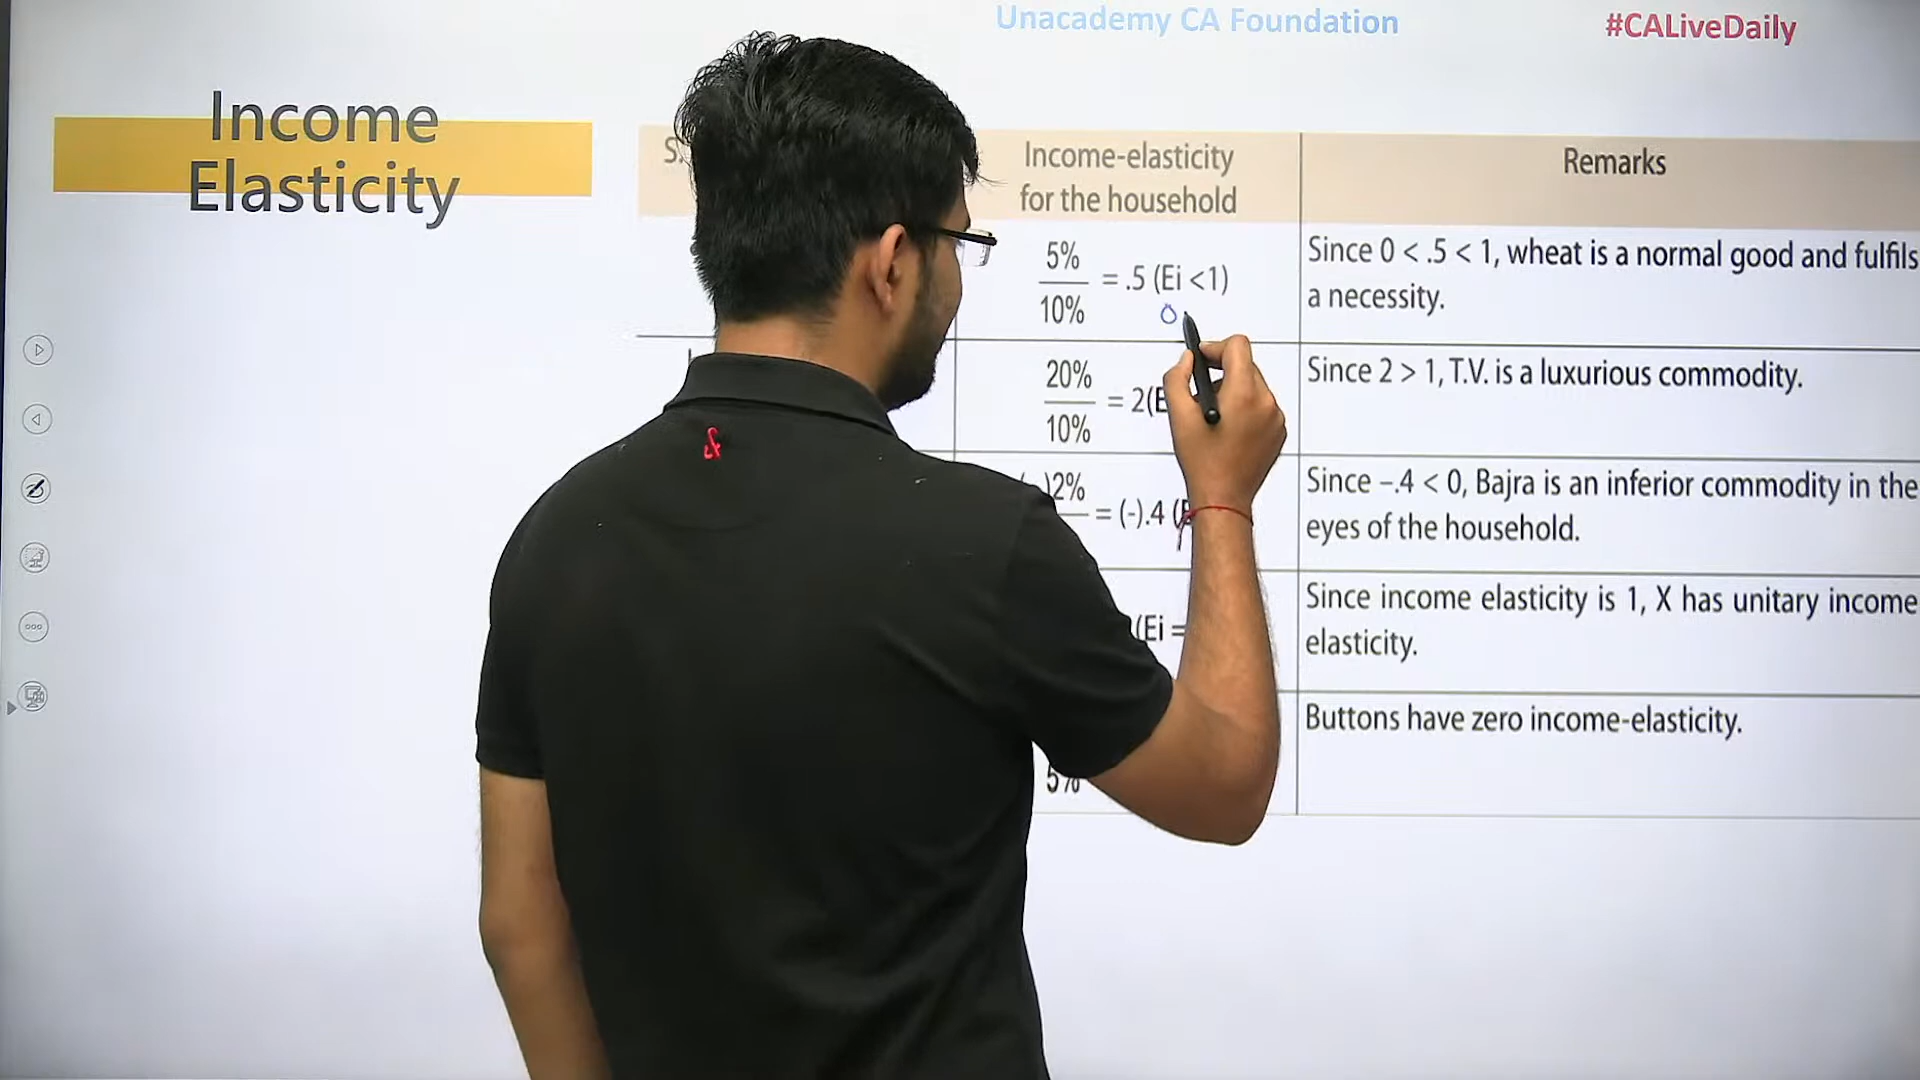 Unacademy CA Foundation
#CALiveDaily
Income
Elasticity
S.
Income-elasticity
for the household
Remarks
5%
10%
= .5 (Ei <1)
0
Since 0 < .5 < 1, wheat is a normal good and fulfils
a necessity.
20%
10%
= 2(E
Since 2 > 1, T.V. is a luxurious commodity.
)2%
= (-).4 (
Since –.4 < 0, Bajra is an inferior commodity in the
eyes of the household.
(Ei =
Since income elasticity is 1, X has unitary income
elasticity.
5%
Buttons have zero income-elasticity.